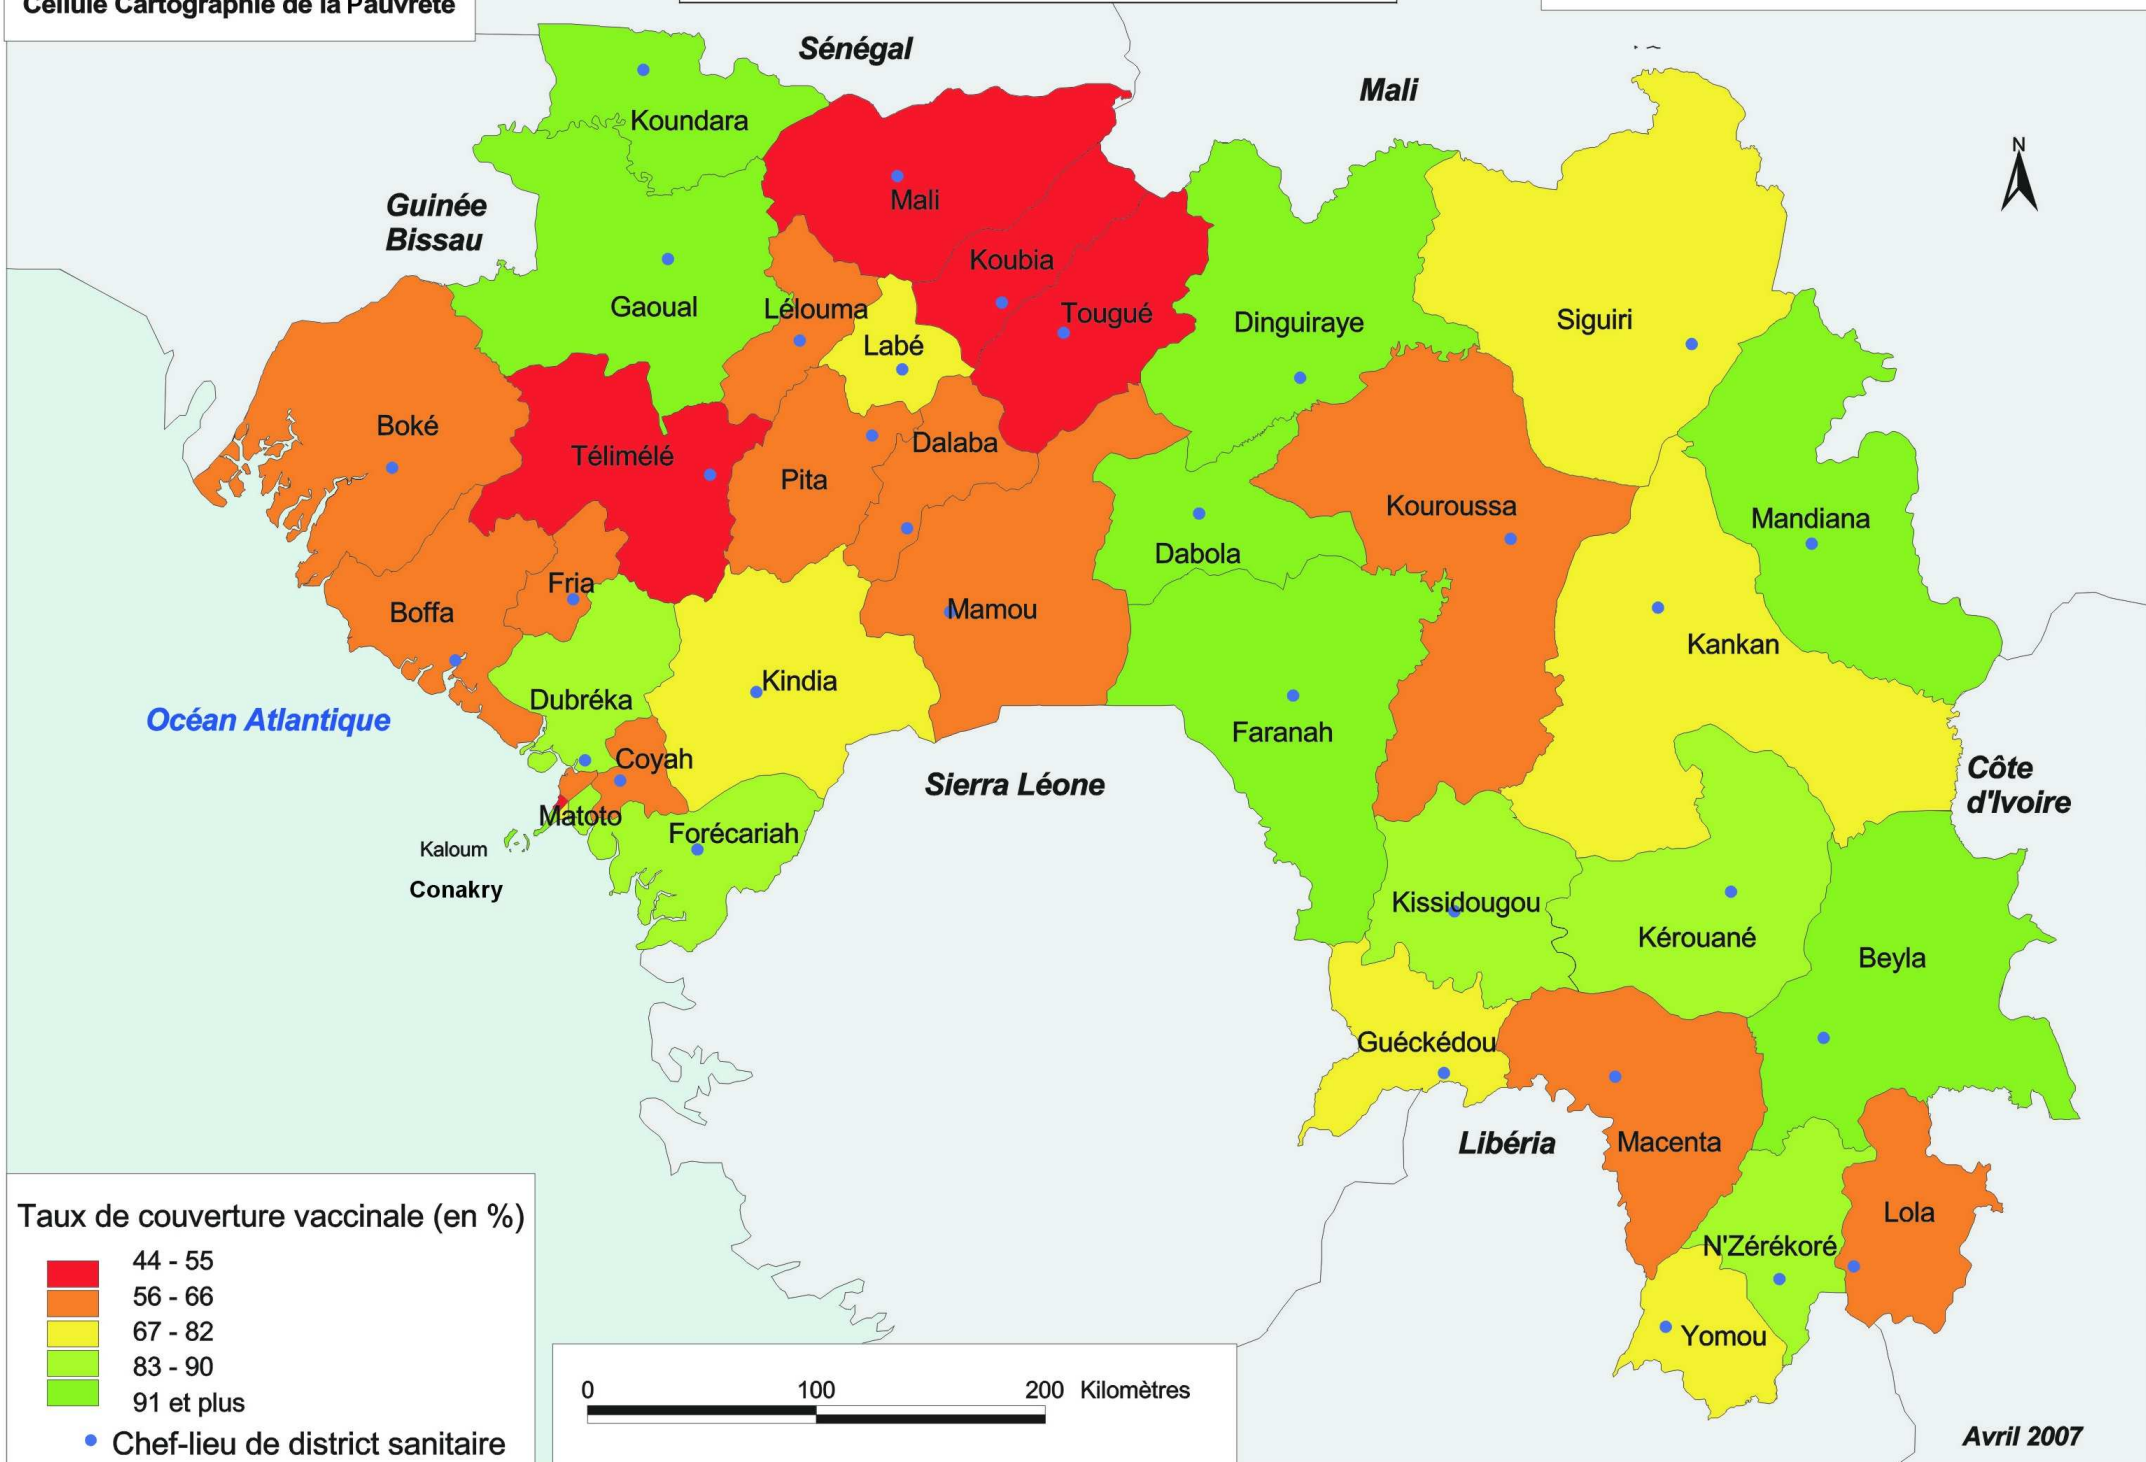 Cellule Cartographie de la Pauvreté
Sénégal
Mali
N
Koundara
Guinée
Bissau
Mali
Koubia
Gaoual
Lélouma
Tougué
Dinguiraye
Siguiri
Labé
Boké
Télimélé
Dalaba
Pita
Kouroussa
Mandiana
Dabola
Fria
Boffa
Mamou
Kankan
Kindia
Dubréka
Océan Atlantique
Faranah
Coyah
Sierra Léone
Côte
d'Ivoire
Matoto
Forécariah
Kaloum
Conakry
Kissidougou
Kérouané
Beyla
Guéckédou
Libéria
Macenta
Lola
N'Zérékoré
Yomou
Taux de couverture vaccinale (en %)
44 - 55
56 - 66
67 - 82
83 - 90
91 et plus
Chef-lieu de district sanitaire
0 100 200 Kilomètres
Avril 2007